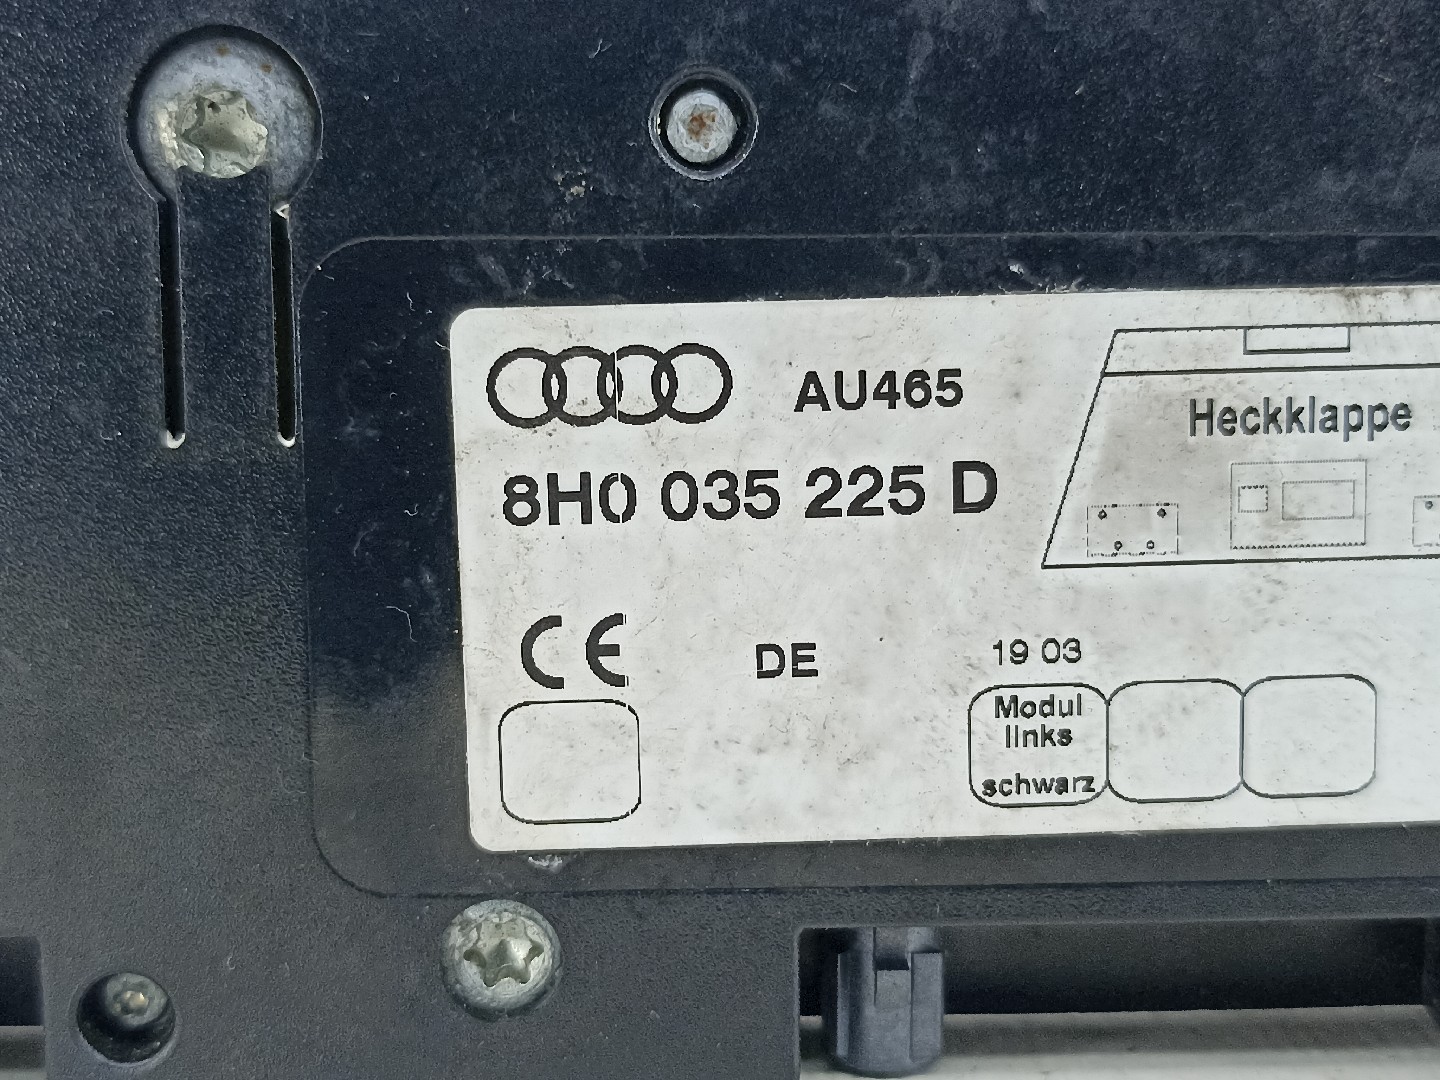 AU465
Heckklappe
8H0 035 225 D
CE
DE
19 03
Modul
links
schwarz